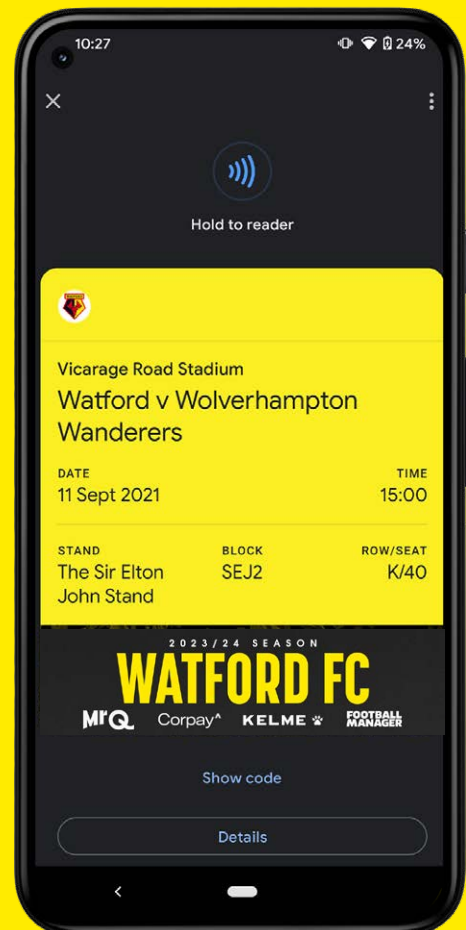 10:27
24%
Hold to reader
Vicarage Road Stadium
Watford v Wolverhampton
Wanderers
DATE
TIME
11 Sept 2021
15:00
STAND
BLOCK
ROW/SEAT
The Sir Elton
SEJ2
K/40
John Stand
2023/24 SEASON
WATFORD FC
MrQ
Corpay^
KELME
FOOTBALL
MANAGER
Show code
Details